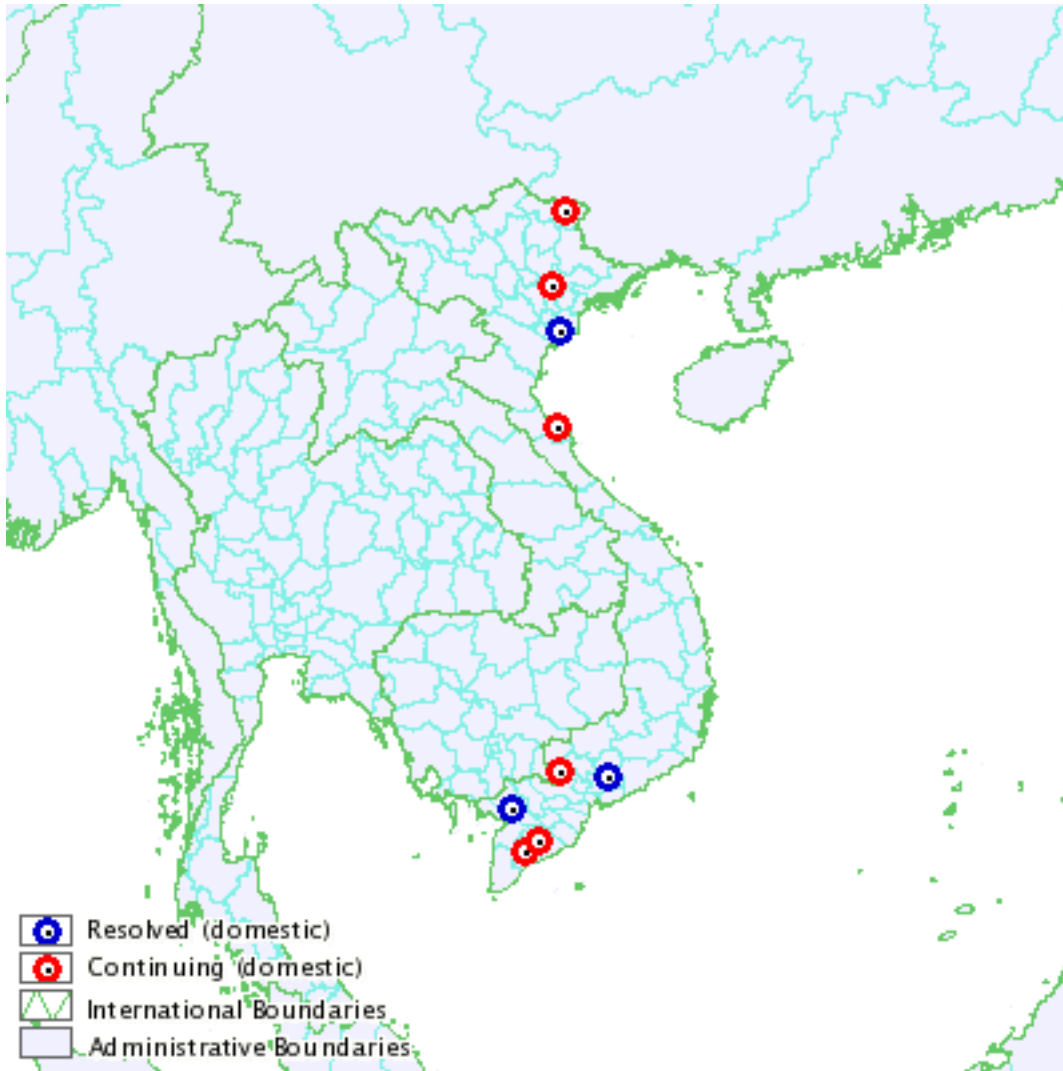 Resolved (domestic)
Continuing (domestic)
International Boundaries
Administrative Boundaries